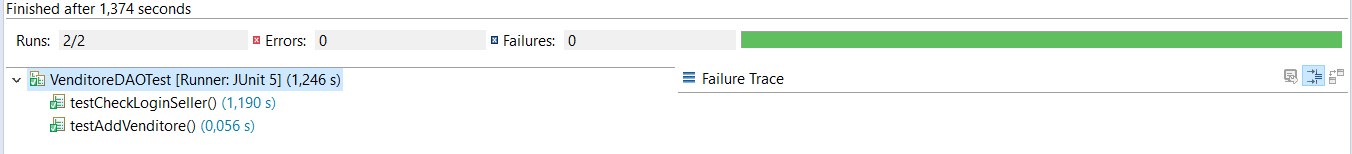 Finished after 1,374 seconds
Runs: 2/2 Errors: 0 Failures: 0
VenditoreDAOTest [Runner: JUnit 5] (1,246 s)
Failure Trace
testCheckLoginSeller() (1,190 s)
testAddVenditore() (0,056 s)